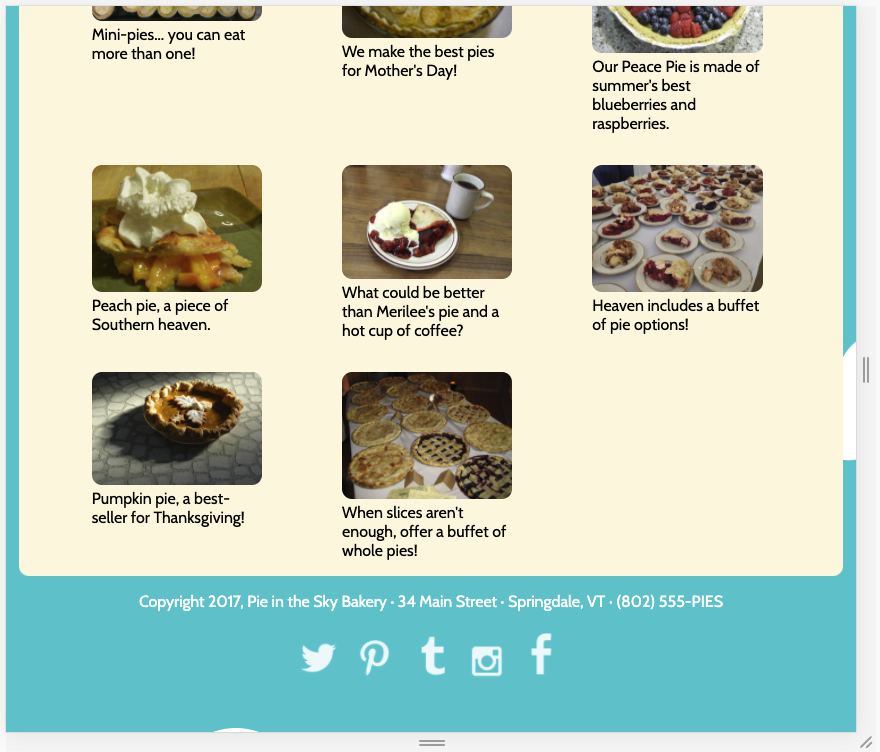 Mini-pies... you can eat
more than one!
We make the best pies
for Mother's Day!
Our Peace Pie is made of
summer's best
blueberries and
raspberries.
Peach pie, a piece of
Southern heaven.
What could be better
than Merilee's pie and a
hot cup of coffee?
Heaven includes a buffet
of pie options!
Pumpkin pie, a best-
seller for Thanksgiving!
When slices aren't
enough, offer a buffet of
whole pies!
Copyright 2017, Pie in the Sky Bakery · 34 Main Street · Springdale, VT · (802) 555-PIES